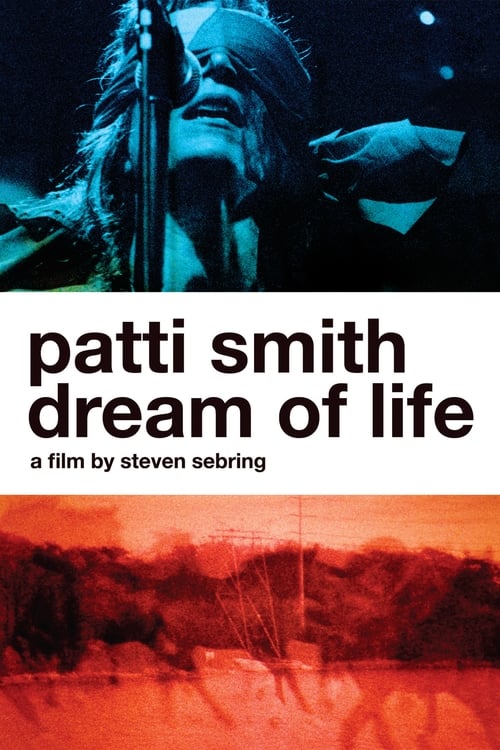 patti smith
dream of life
a film by steven sebring